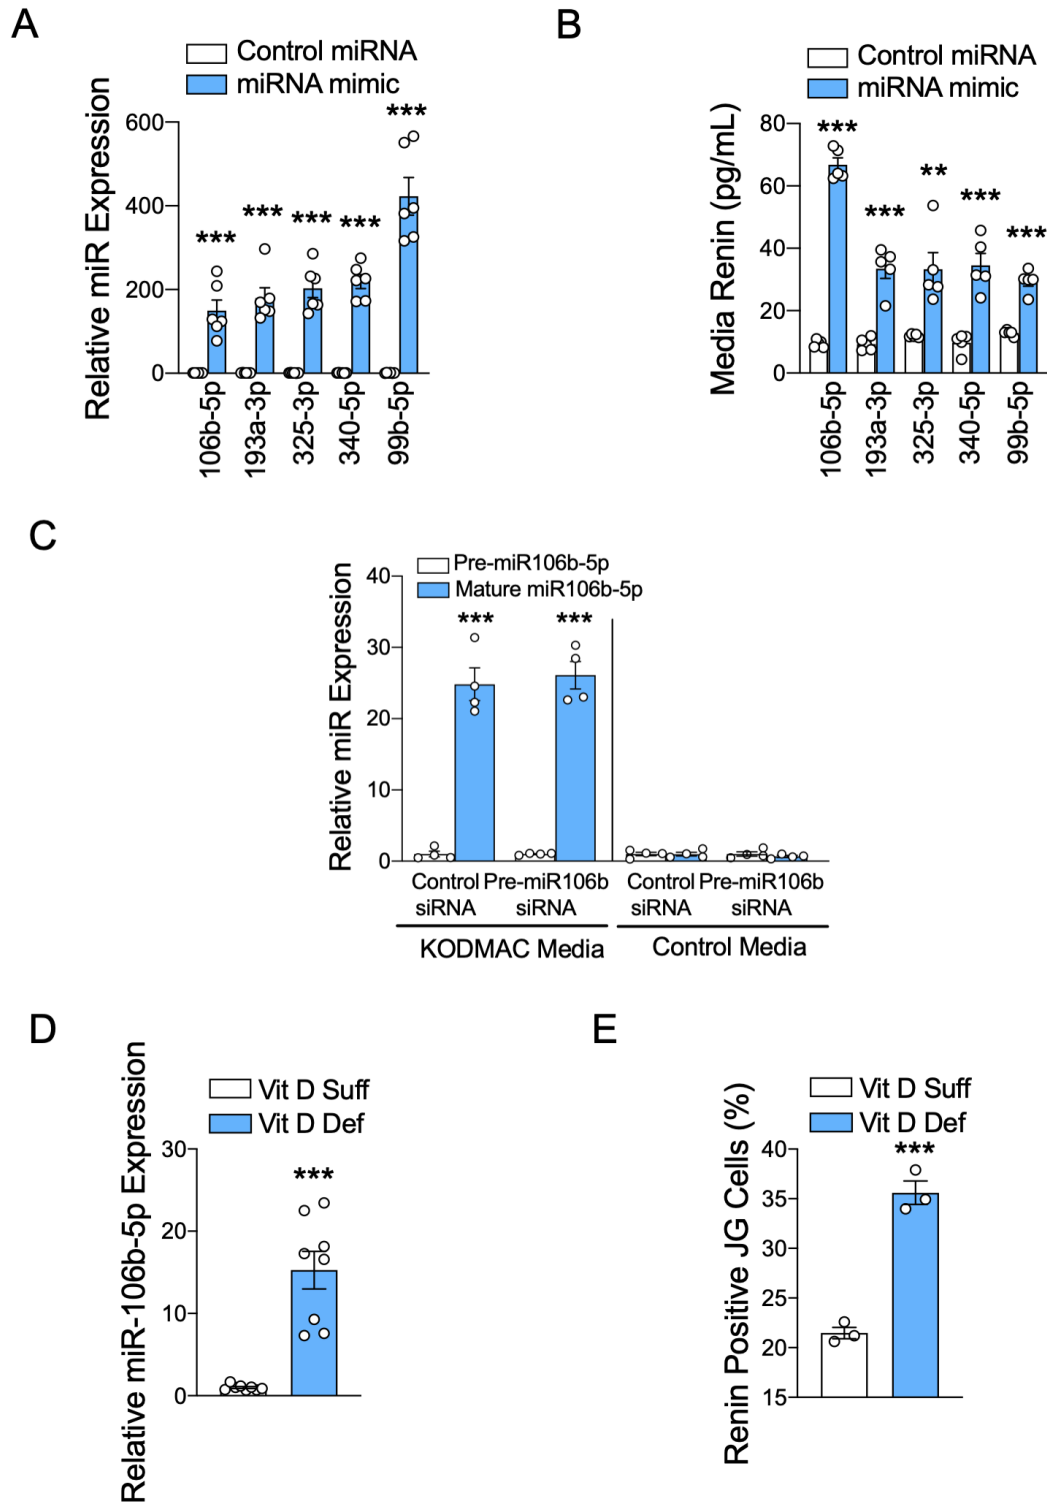 A
Control miRNA
miRNA mimic
Relative miR Expression
600
400
200
0
***
***
***
***
***
106b-5p
193a-3p
325-3p
340-5p
99b-5p
B
Control miRNA
miRNA mimic
Media Renin (pg/mL)
80
60
40
20
0
***
***
**
***
***
106b-5p
193a-3p
325-3p
340-5p
99b-5p
C
Pre-miR106b-5p
Mature miR106b-5p
Relative miR Expression
40
30
20
10
0
***
***
Control Pre-miR106b Control Pre-miR106b
siRNA siRNA siRNA siRNA
KODMAC Media Control Media
D
Vit D Suff
Vit D Def
Relative miR-106b-5p Expression
30
20
10
0
***
E
Vit D Suff
Vit D Def
Renin Positive JG Cells (%)
40
35
30
25
20
15
***